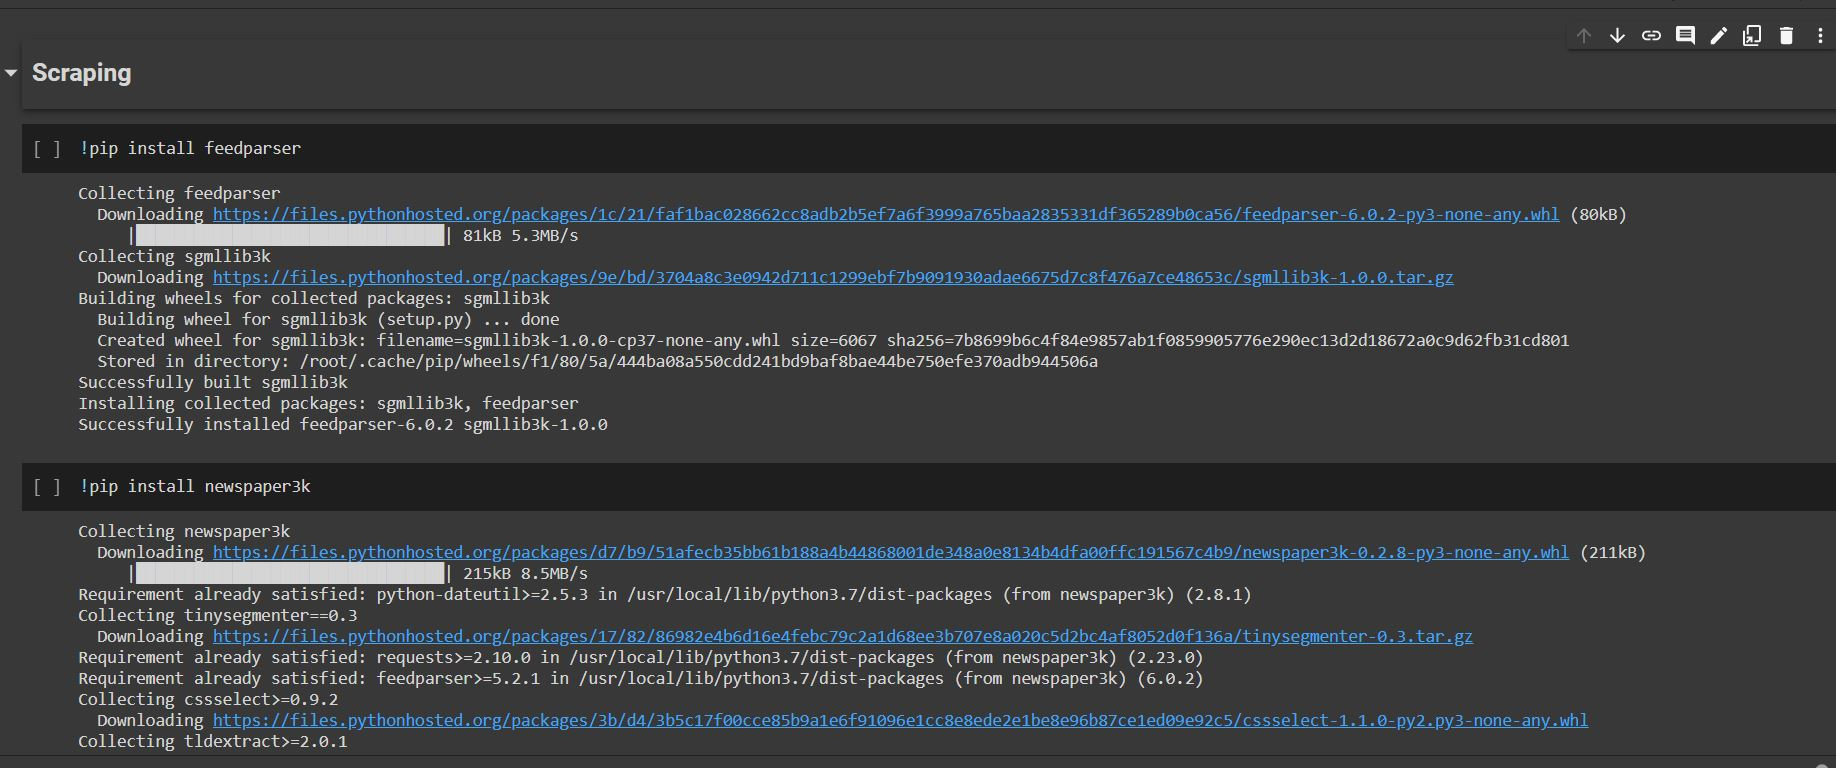 Scraping
[ ] !pip install feedparser
Collecting feedparser
Downloading https://files.pythonhosted.org/packages/1c/21/faf1bac028662cc8adb2b5ef7a6f3999a765baa2835331df365289b0ca56/feedparser-6.0.2-py3-none-any.whl (80kB)
|████████████████████████████████| 81kB 5.3MB/s
Collecting sgmllib3k
Downloading https://files.pythonhosted.org/packages/9e/bd/3704a8c3e0942d711c1299ebf7b9091930adae6675d7c8f476a7ce48653c/sgmllib3k-1.0.0.tar.gz
Building wheels for collected packages: sgmllib3k
Building wheel for sgmllib3k (setup.py) ... done
Created wheel for sgmllib3k: filename=sgmllib3k-1.0.0-cp37-none-any.whl size=6067 sha256=7b8699b6c4f84e9857ab1f0859905776e290ec13d2d18672a0c9d62fb31cd801
Stored in directory: /root/.cache/pip/wheels/f1/80/5a/444ba08a550cdd241bd9baf8bae44be750efe370adb944506a
Successfully built sgmllib3k
Installing collected packages: sgmllib3k, feedparser
Successfully installed feedparser-6.0.2 sgmllib3k-1.0.0
[ ] !pip install newspaper3k
Collecting newspaper3k
Downloading https://files.pythonhosted.org/packages/d7/b9/51afecb35bb61b188a4b44868001de348a0e8134b4dfa00ffc191567c4b9/newspaper3k-0.2.8-py3-none-any.whl (211kB)
|████████████████████████████████| 215kB 8.5MB/s
Requirement already satisfied: python-dateutil>=2.5.3 in /usr/local/lib/python3.7/dist-packages (from newspaper3k) (2.8.1)
Collecting tinysegmenter==0.3
Downloading https://files.pythonhosted.org/packages/17/82/86982e4b6d16e4febc79c2a1d68ee3b707e8a020c5d2bc4af8052d0f136a/tinysegmenter-0.3.tar.gz
Requirement already satisfied: requests>=2.10.0 in /usr/local/lib/python3.7/dist-packages (from newspaper3k) (2.23.0)
Requirement already satisfied: feedparser>=5.2.1 in /usr/local/lib/python3.7/dist-packages (from newspaper3k) (6.0.2)
Collecting cssselect>=0.9.2
Downloading https://files.pythonhosted.org/packages/3b/d4/3b5c17f00cce85b9a1e6f91096e1cc8e8ede2e1be8e96b87ce1ed09e92c5/cssselect-1.1.0-py2.py3-none-any.whl
Collecting tldextract>=2.0.1